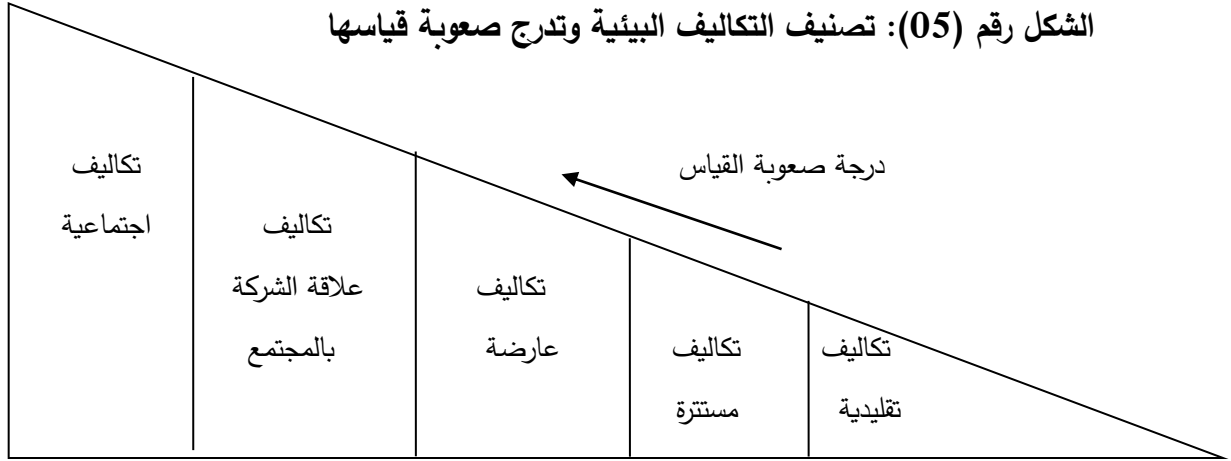 الشكل رقم (05): تصنيف التكاليف البيئية وتدرج صعوبة قياسها
درجة صعوبة القياس
تكاليف
تقليدية
تكاليف
مستترة
تكاليف
عارضة
تكاليف
علاقة الشركة
بالمجتمع
تكاليف
اجتماعية